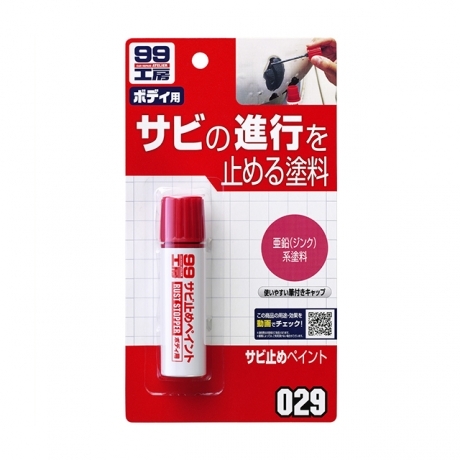 99
工房
ボディ用
サビの進行を
止める塗料
亜鉛(ジンク)
系塗料
使いやすい筆付きキャップ
この商品の用途・効果を
動画でチェック!
99
工房
サビ止めペイント
RUST STOPPER
ボディ用
サビ止めペイント
029